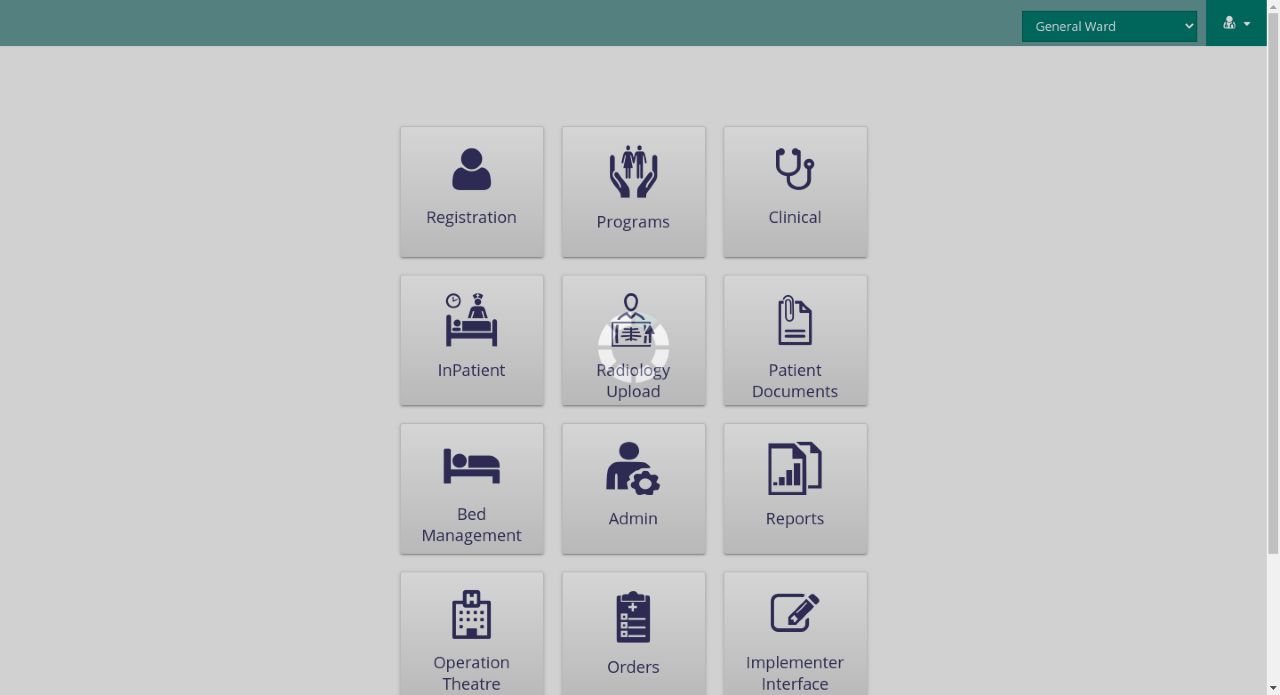 General Ward
Registration
Programs
Clinical
InPatient
Radiology
Upload
Patient
Documents
Bed
Management
Admin
Reports
Operation
Theatre
Orders
Implementer
Interface